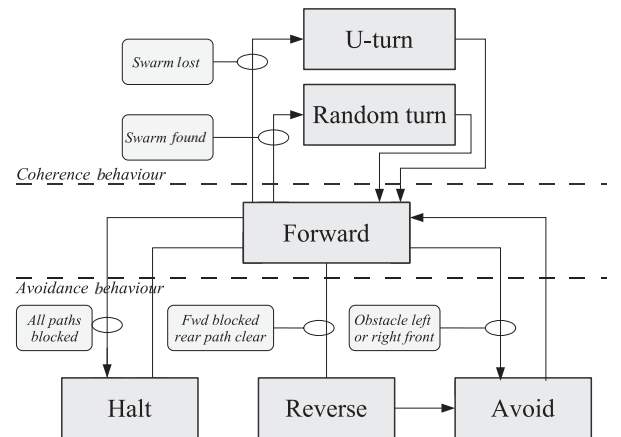 U-turn
Swarm lost
Random turn
Swarm found
Coherence behaviour
Forward
Avoidance behaviour
All paths
blocked
Fwd blocked
rear path clear
Obstacle left
or right front
Halt
Reverse
Avoid